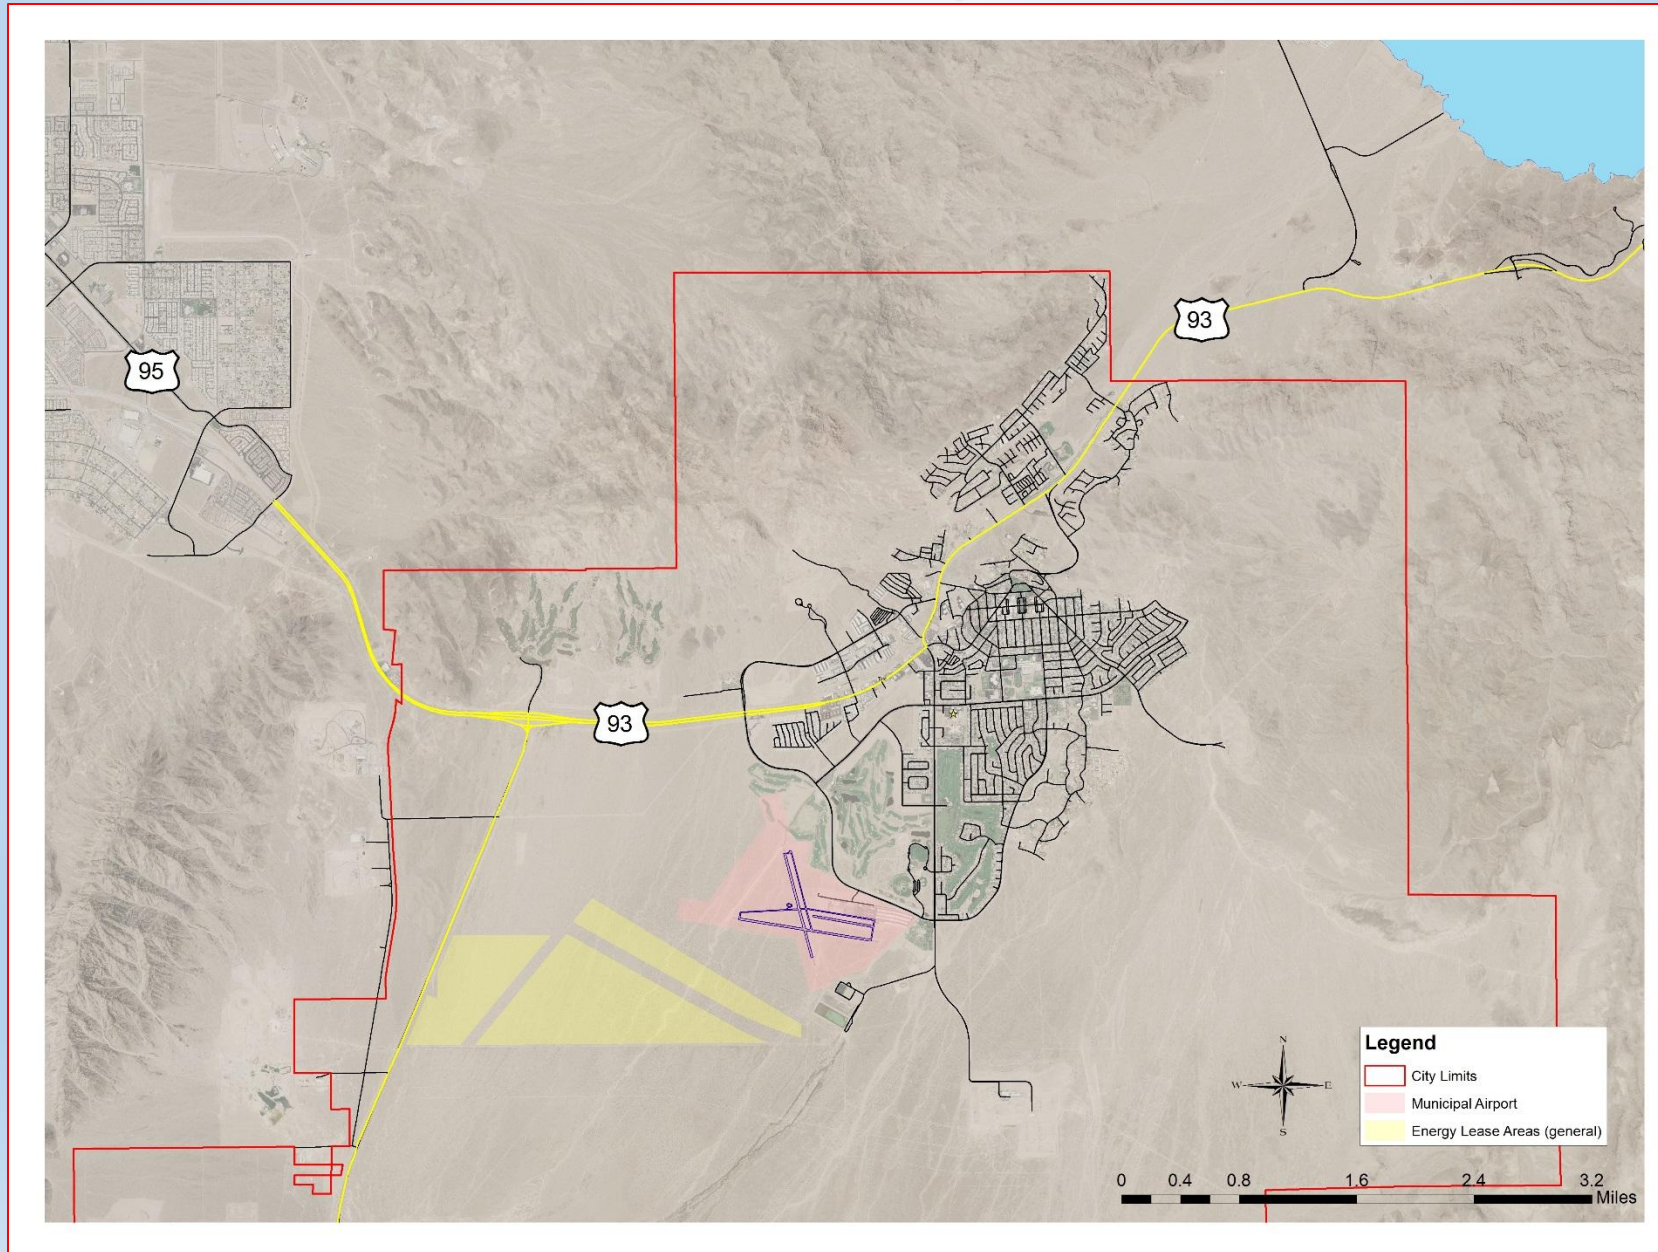 93
95
93
N
W E
S
Legend
City Limits
Municipal Airport
Energy Lease Areas (general)
0 0.4 0.8 1.6 2.4 3.2
Miles